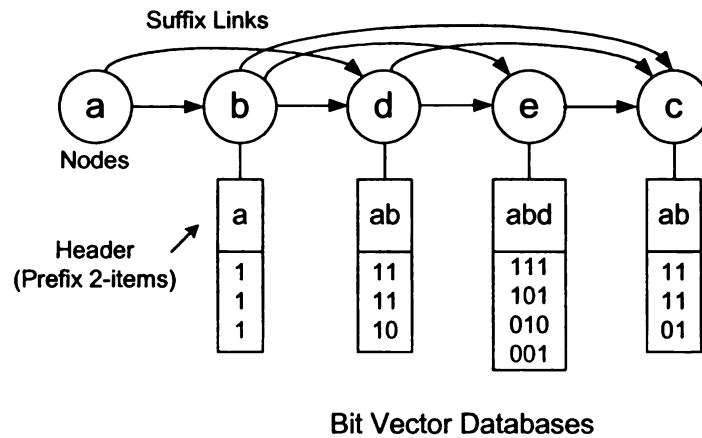 Suffix Links
a b d e c
Nodes
a ab abd ab
Header
(Prefix 2-items)
1 11 111 11
1 11 101 11
1 10 010 01
001
Bit Vector Databases